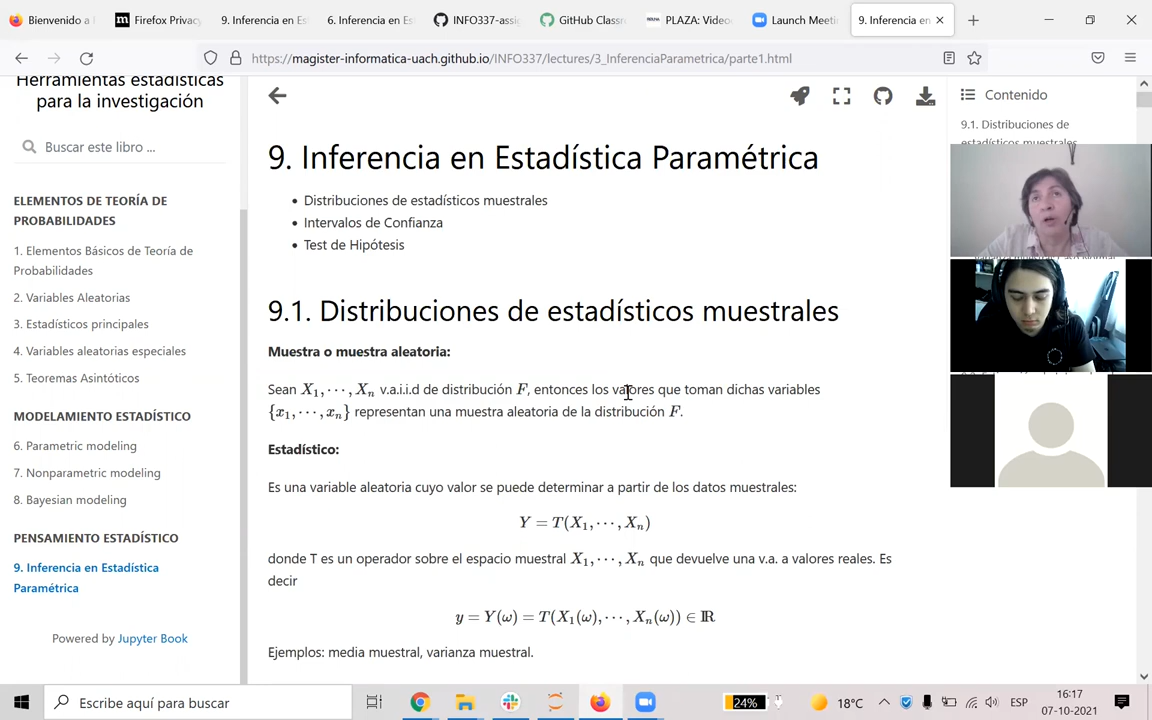 Bienvenido a
Firefox Privacy
9. Inferencia en Est
6. Inferencia en Est
INFO337-assig
GitHub Classro
PLAZA: Video
Launch Meeti
9. Inferencia en
https://magister-informatica-uach.github.io/INFO337/lectures/3_InferenciaParametrica/parte1.html
Herramientas estadísticas
para la investigación
Buscar este libro ...
ELEMENTOS DE TEORÍA DE
PROBABILIDADES
1. Elementos Básicos de Teoría de
Probabilidades
2. Variables Aleatorias
3. Estadísticos principales
4. Variables aleatorias especiales
5. Teoremas Asintóticos
MODELAMIENTO ESTADÍSTICO
6. Parametric modeling
7. Nonparametric modeling
8. Bayesian modeling
PENSAMIENTO ESTADÍSTICO
9. Inferencia en Estadística
Paramétrica
Powered by Jupyter Book
9. Inferencia en Estadística Paramétrica
• Distribuciones de estadísticos muestrales
• Intervalos de Confianza
• Test de Hipótesis
9.1. Distribuciones de estadísticos muestrales
Muestra o muestra aleatoria:
Sean X₁, ⋯, Xₙ v.a.i.i.d de distribución F, entonces los valores que toman dichas variables
{x₁, ⋯, xₙ} representan una muestra aleatoria de la distribución F.
Estadístico:
Es una variable aleatoria cuyo valor se puede determinar a partir de los datos muestrales:
Y = T(X₁, ⋯, Xₙ)
donde T es un operador sobre el espacio muestral X₁, ⋯, Xₙ que devuelve una v.a. a valores reales. Es
decir
y = Y(ω) = T(X₁(ω), ⋯, Xₙ(ω)) ∈ ℝ
Ejemplos: media muestral, varianza muestral.
Contenido
9.1. Distribuciones de
estadísticos muestrales
Escribe aquí para buscar
24%
18°C
ESP
16:17
07-10-2021